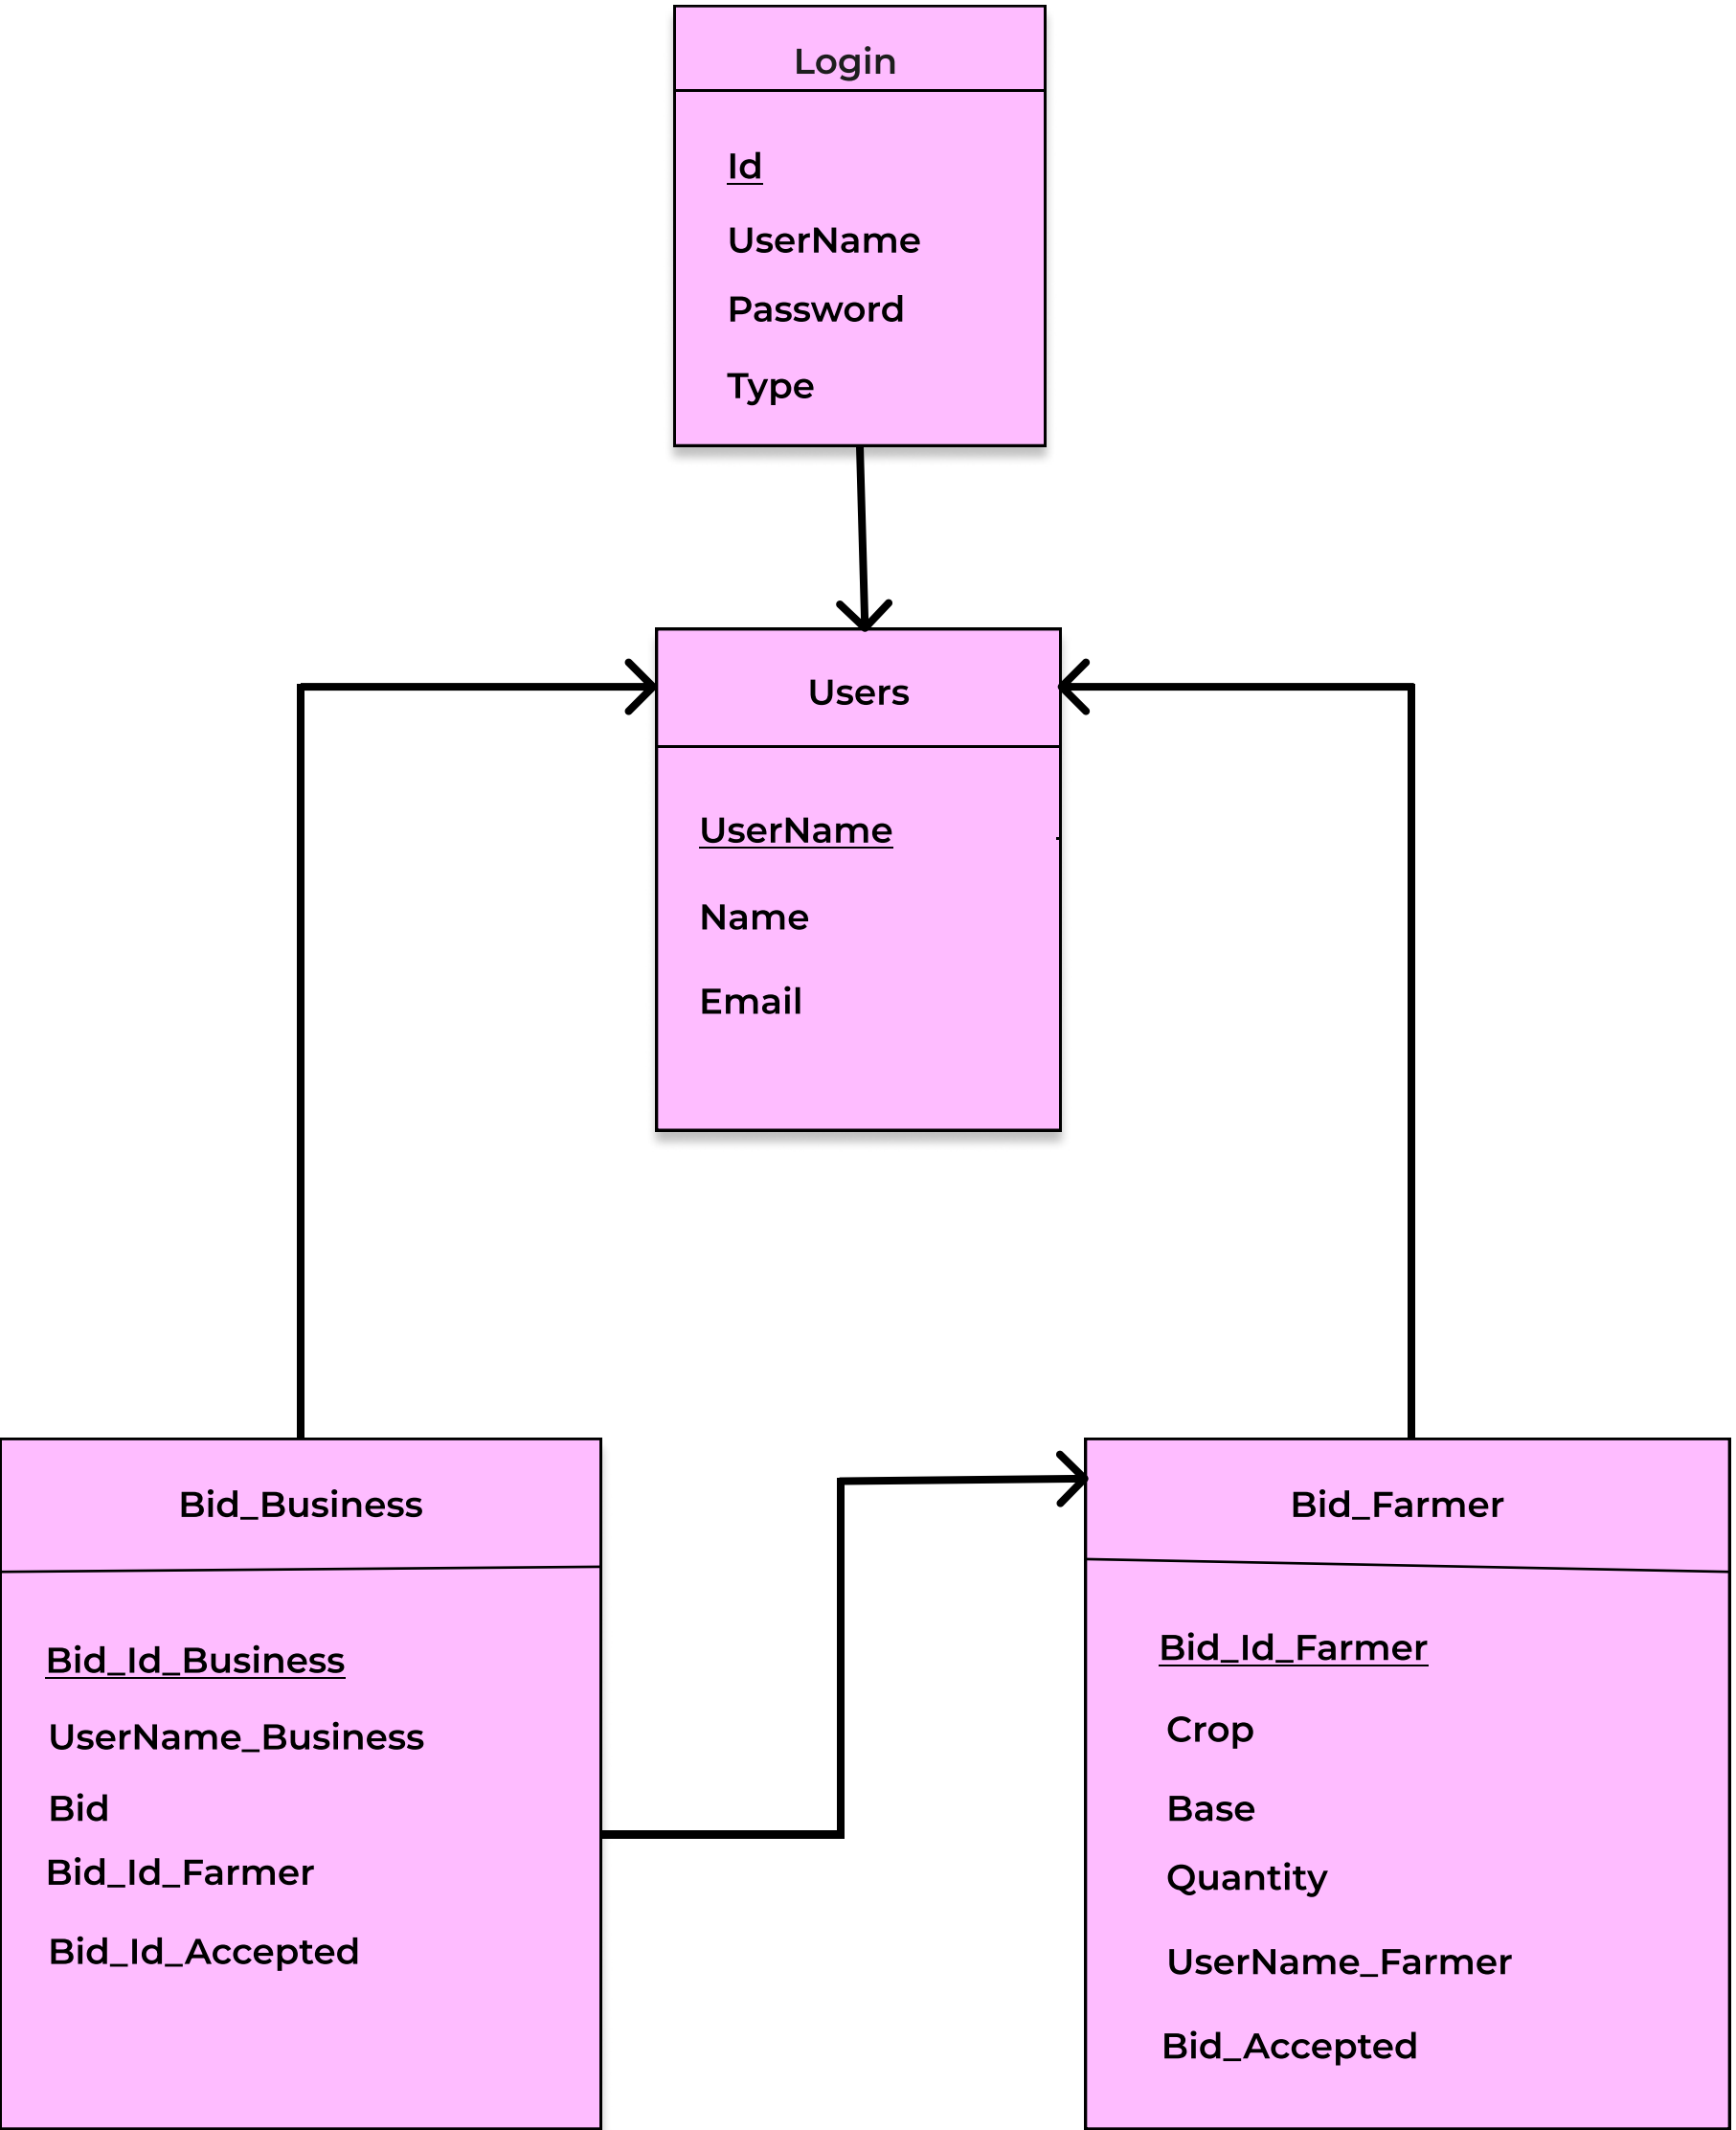 Login
Id
UserName
Password
Type
Users
UserName
Name
Email
Bid_Business
Bid_Id_Business
UserName_Business
Bid
Bid_Id_Farmer
Bid_Id_Accepted
Bid_Farmer
Bid_Id_Farmer
Crop
Base
Quantity
UserName_Farmer
Bid_Accepted